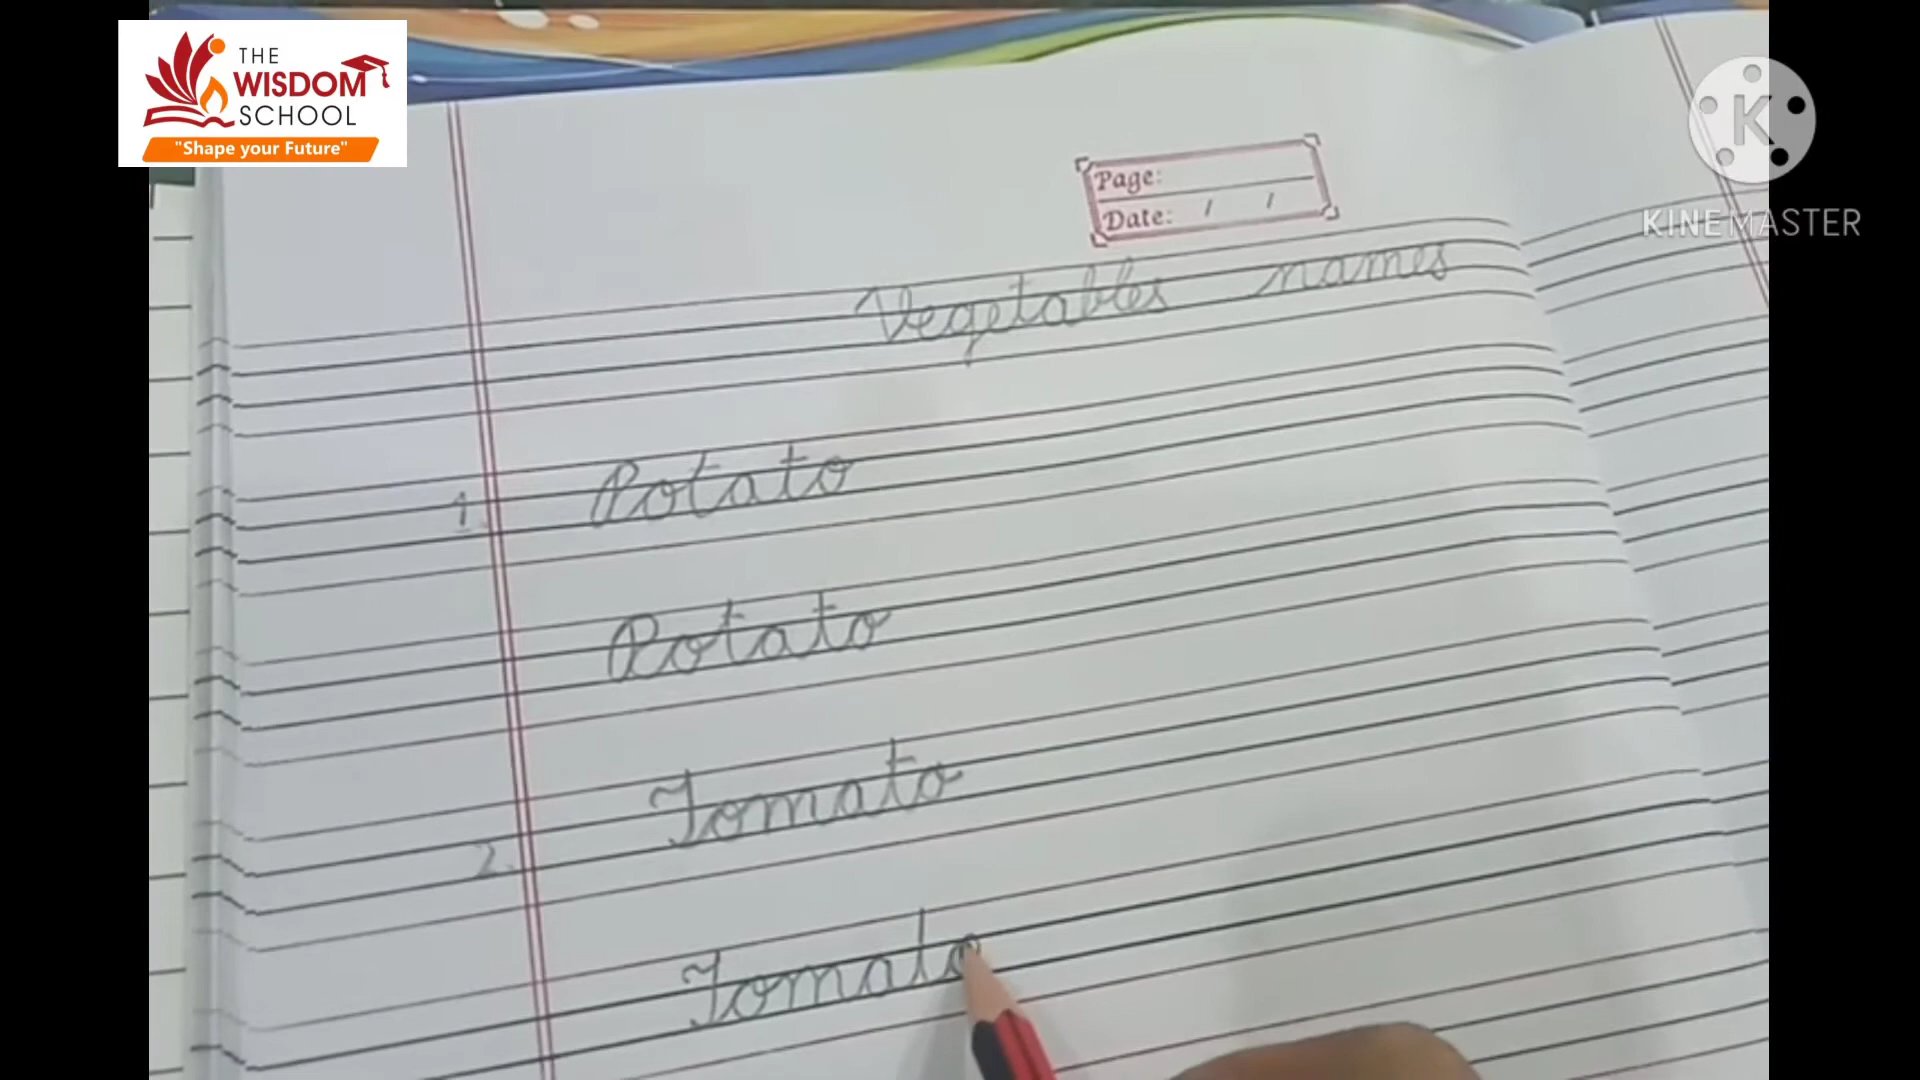 THE
WISDOM
SCHOOL
"Shape your Future"
K
KINEMASTER
Page:
Date: / /
Vegetables names
1. Potato
Potato
2. Tomato
Tomato